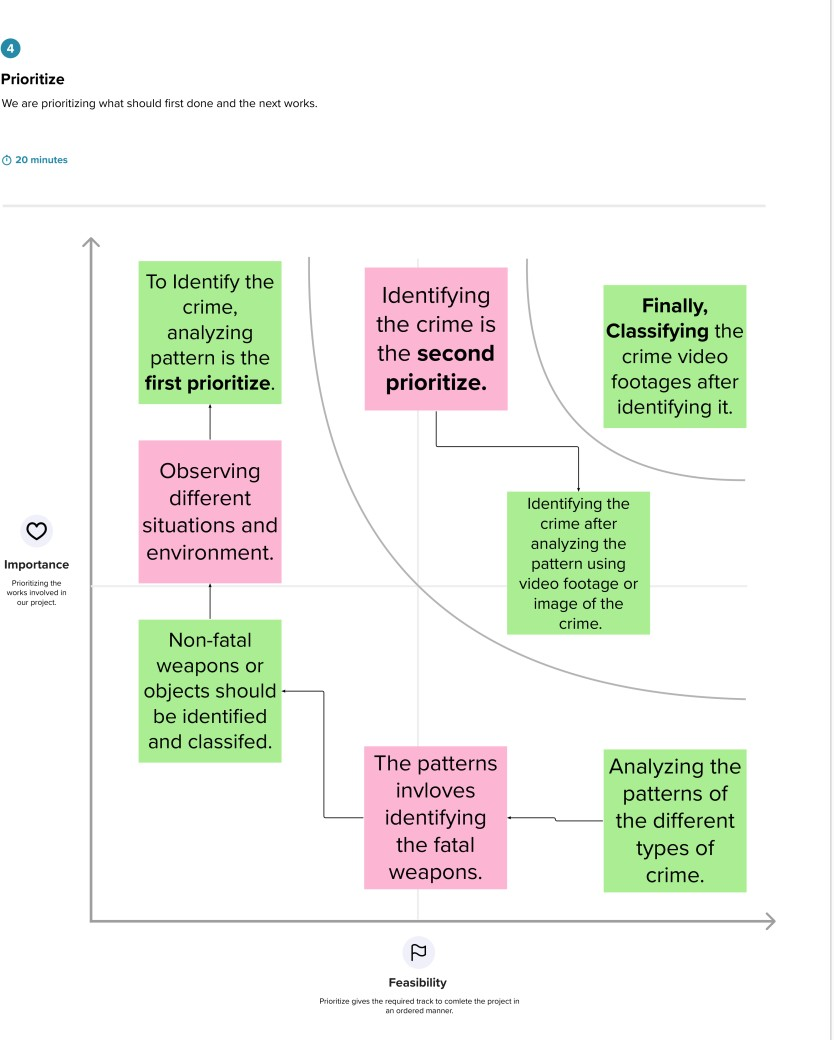 4
Prioritize
We are prioritizing what should first done and the next works.
20 minutes
To Identify the
crime,
analyzing
pattern is the
first prioritize.
Identifying
the crime is
the second
prioritize.
Finally,
Classifying the
crime video
footages after
identifying it.
Observing
different
situations and
environment.
Identifying the
crime after
analyzing the
pattern using
video footage or
image of the
crime.
Importance
Prioritizing the
works involved in
our project.
Non-fatal
weapons or
objects should
be identified
and classifed.
The patterns
invloves
identifying
the fatal
weapons.
Analyzing the
patterns of
the different
types of
crime.
Feasibility
Prioritize gives the required track to comlete the project in
an ordered manner.